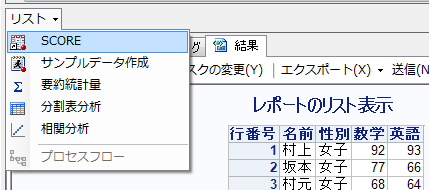 リスト
SCORE
サンプルデータ作成
要約統計量
分割表分析
相関分析
プロセスフロー
グ 結果
スクの変更(Y) エクスポート(X) 送信(N
レポートのリスト表示
行番号 名前 性別 数学 英語
1 村上 女子 92 93
2 坂本 女子 77 66
3 村元 女子 68 64